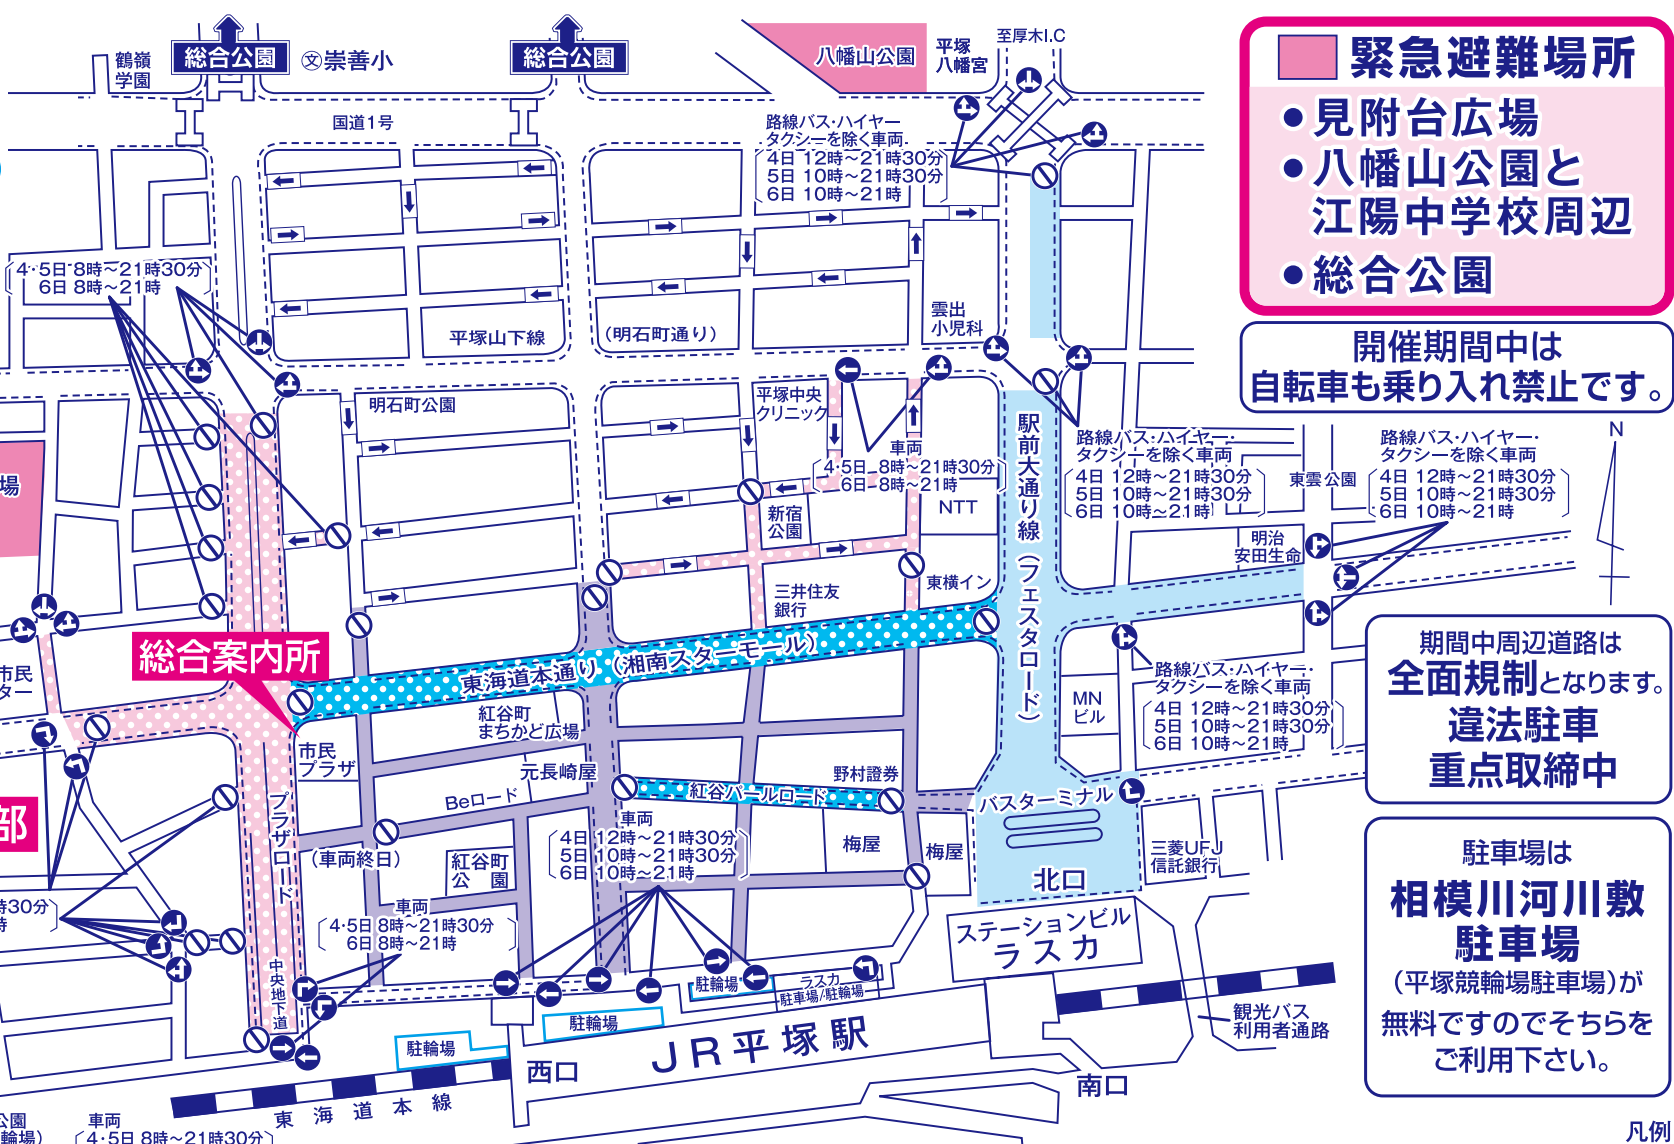 総合公園
総合公園
鶴嶺
学園
㊛崇善小
八幡山公園
平塚
八幡宮
至厚木I.C
国道1号
路線バス・ハイヤー
タクシーを除く車両
4日 12時～21時30分
5日 10時～21時30分
6日 10時～21時
緊急避難場所
●見附台広場
●八幡山公園と
江陽中学校周辺
●総合公園
開催期間中は
自転車も乗り入れ禁止です。
4・5日 8時～21時30分
6日 8時～21時
平塚山下線
(明石町通り)
雲出
小児科
明石町公園
平塚中央
クリニック
車両
4・5日 8時～21時30分
6日 8時～21時
新宿
公園
NTT
駅前大通り線(フェスタロード)
路線バス・ハイヤー・
タクシーを除く車両
4日 12時～21時30分
5日 10時～21時30分
6日 10時～21時
東雲公園
路線バス・ハイヤー・
タクシーを除く車両
4日 12時～21時30分
5日 10時～21時30分
6日 10時～21時
N
場
明治
安田生命
三井住友
銀行
東横イン
総合案内所
東海道本通り(湘南スターモール)
市民
ター
紅谷町
まちかど広場
市民
プラザ
元長崎屋
MN
ビル
路線バス・ハイヤー・
タクシーを除く車両
4日 12時～21時30分
5日 10時～21時30分
6日 10時～21時
期間中周辺道路は
全面規制となります。
違法駐車
重点取締中
部
プラザロード
Beロード
(車両終日)
野村證券
紅谷パールロード
バスターミナル
車両
4日 12時～21時30分
5日 10時～21時30分
6日 10時～21時
紅谷町
公園
梅屋
梅屋
三菱UFJ
信託銀行
北口
駐車場は
相模川河川敷
駐車場
(平塚競輪場駐車場)が
無料ですのでそちらを
ご利用下さい。
時30分
時
車両
4・5日 8時～21時30分
6日 8時～21時
中央地下道
ステーションビル
ラスカ
駐輪場
ラスカ
駐車場/駐輪場
駐輪場
駐輪場
観光バス
利用者通路
JR平塚駅
西口
南口
東海道本線
公園
輪場)
車両
4・5日 8時～21時30分
凡例